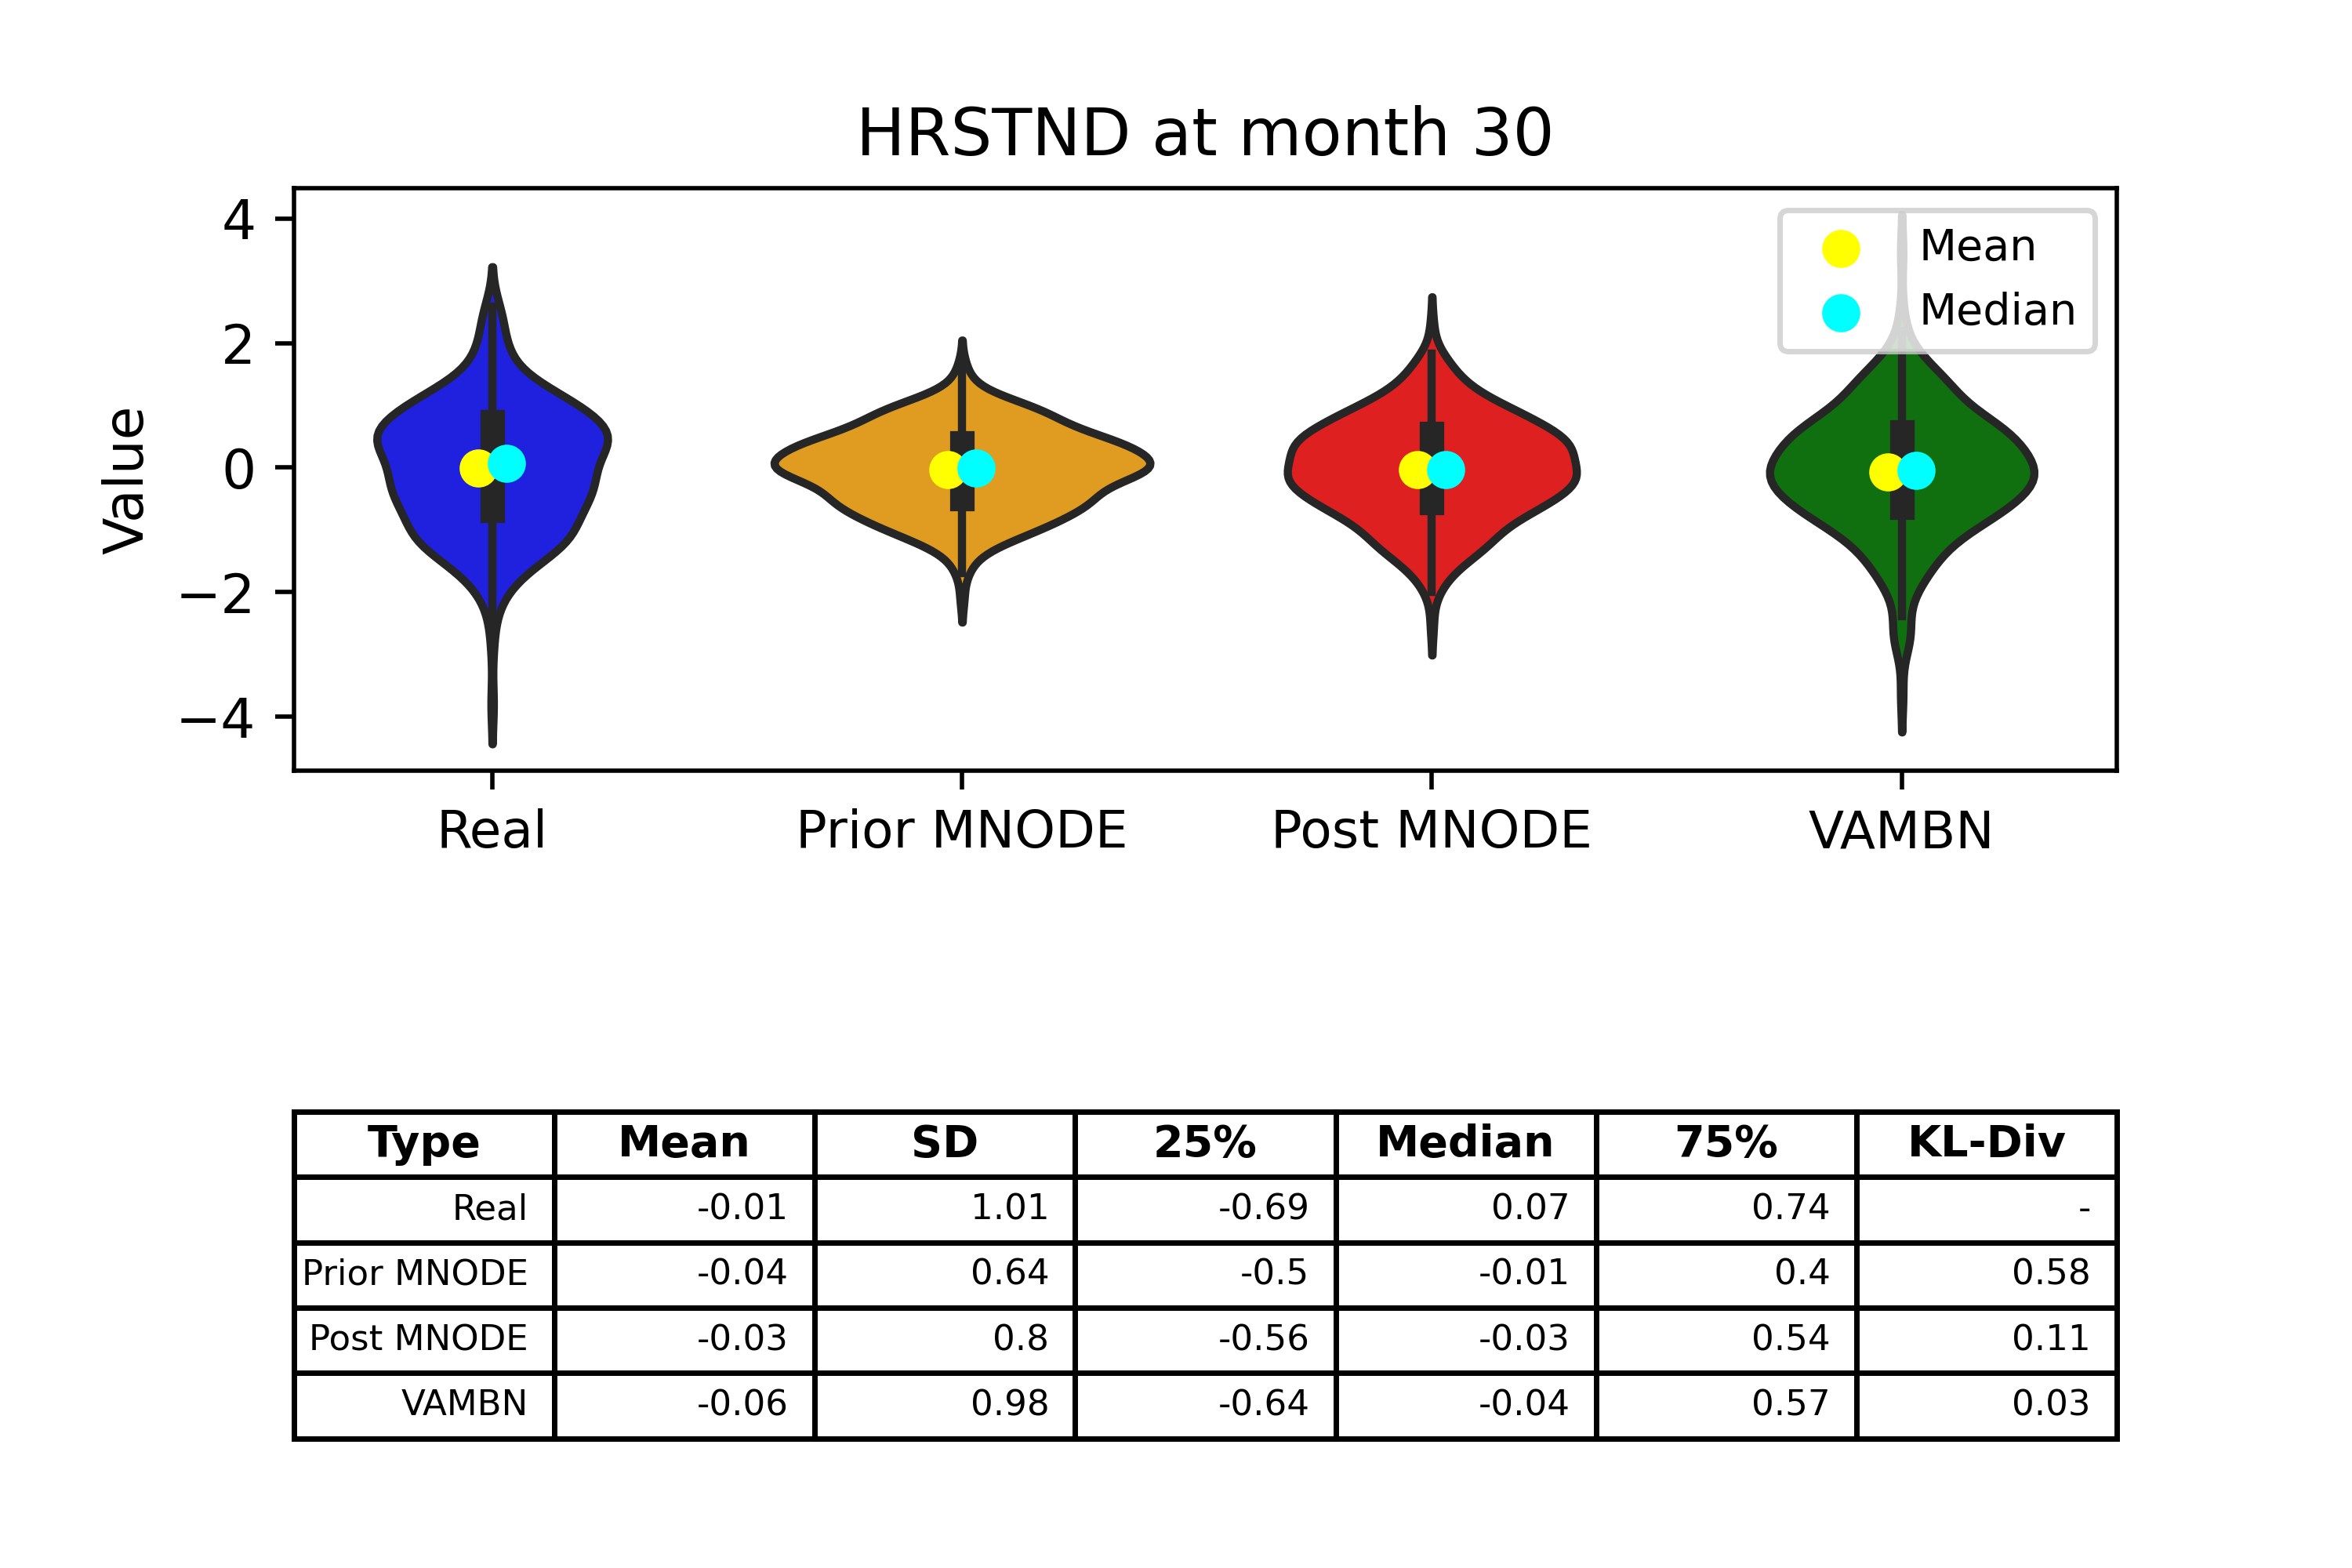 HRSTND at month 30
Value
4
2
0
−2
−4
Mean
Median
Real Prior MNODE Post MNODE VAMBN
Type Mean SD 25% Median 75% KL-Div
Real -0.01 1.01 -0.69 0.07 0.74 -
Prior MNODE -0.04 0.64 -0.5 -0.01 0.4 0.58
Post MNODE -0.03 0.8 -0.56 -0.03 0.54 0.11
VAMBN -0.06 0.98 -0.64 -0.04 0.57 0.03